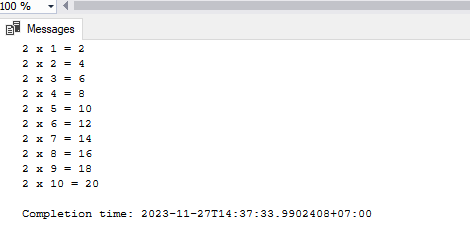 100 %
Messages
2 x 1 = 2
2 x 2 = 4
2 x 3 = 6
2 x 4 = 8
2 x 5 = 10
2 x 6 = 12
2 x 7 = 14
2 x 8 = 16
2 x 9 = 18
2 x 10 = 20
Completion time: 2023-11-27T14:37:33.9902408+07:00